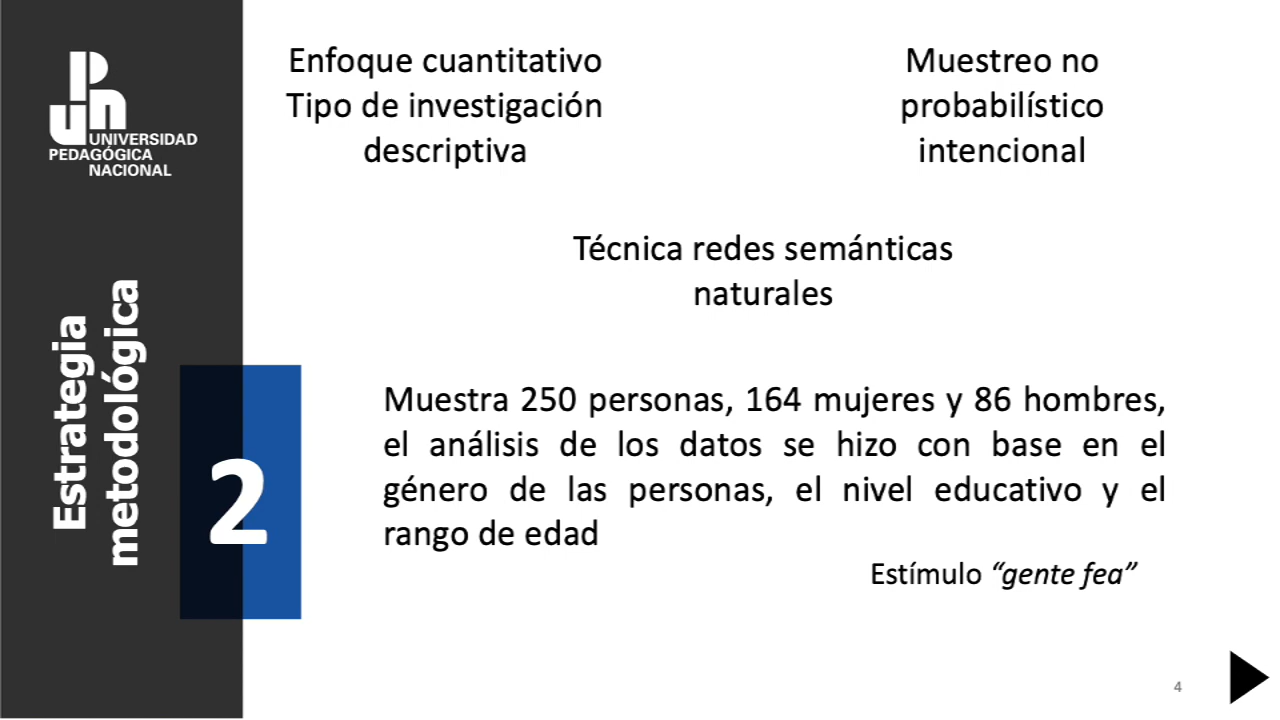 UNIVERSIDAD
PEDAGÓGICA
NACIONAL
Estrategia
metodológica
2
Enfoque cuantitativo
Tipo de investigación
descriptiva
Muestreo no
probabilístico
intencional
Técnica redes semánticas
naturales
Muestra 250 personas, 164 mujeres y 86 hombres,
el análisis de los datos se hizo con base en el
género de las personas, el nivel educativo y el
rango de edad
Estímulo “gente fea”
4